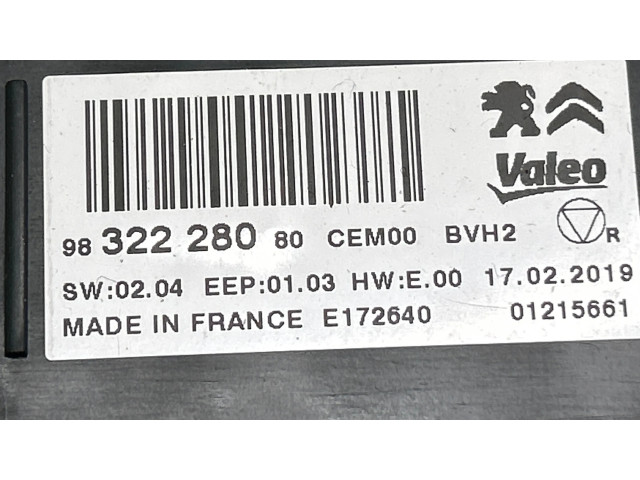 Valeo
98 322 280 80 CEM00 BVH2 R
SW:02.04 EEP:01.03 HW:E.00 17.02.2019
MADE IN FRANCE E172640 01215661